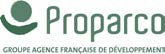 Proparco
GROUPE AGENCE FRANÇAISE DE DÉVELOPPEMENT